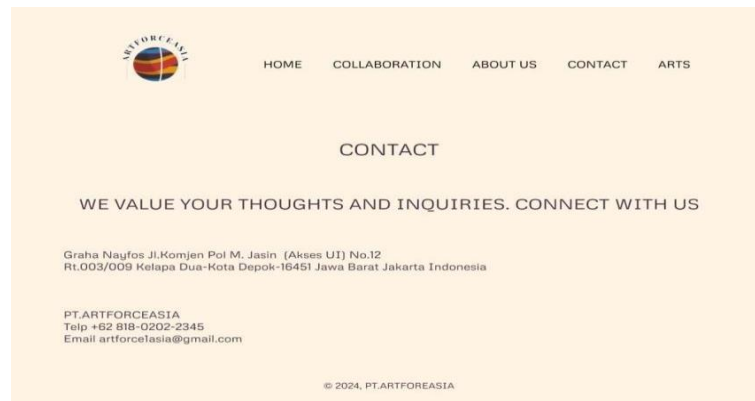 ARTFORCEASIA
HOME COLLABORATION ABOUT US CONTACT ARTS
CONTACT
WE VALUE YOUR THOUGHTS AND INQUIRIES. CONNECT WITH US
Graha Nayfos Jl.Komjen Pol M. Jasin (Akses UI) No.12
Rt.003/009 Kelapa Dua-Kota Depok-16451 Jawa Barat Jakarta Indonesia
PT.ARTFORCEASIA
Telp +62 818-0202-2345
Email artforce1asia@gmail.com
© 2024, PT.ARTFOREASIA